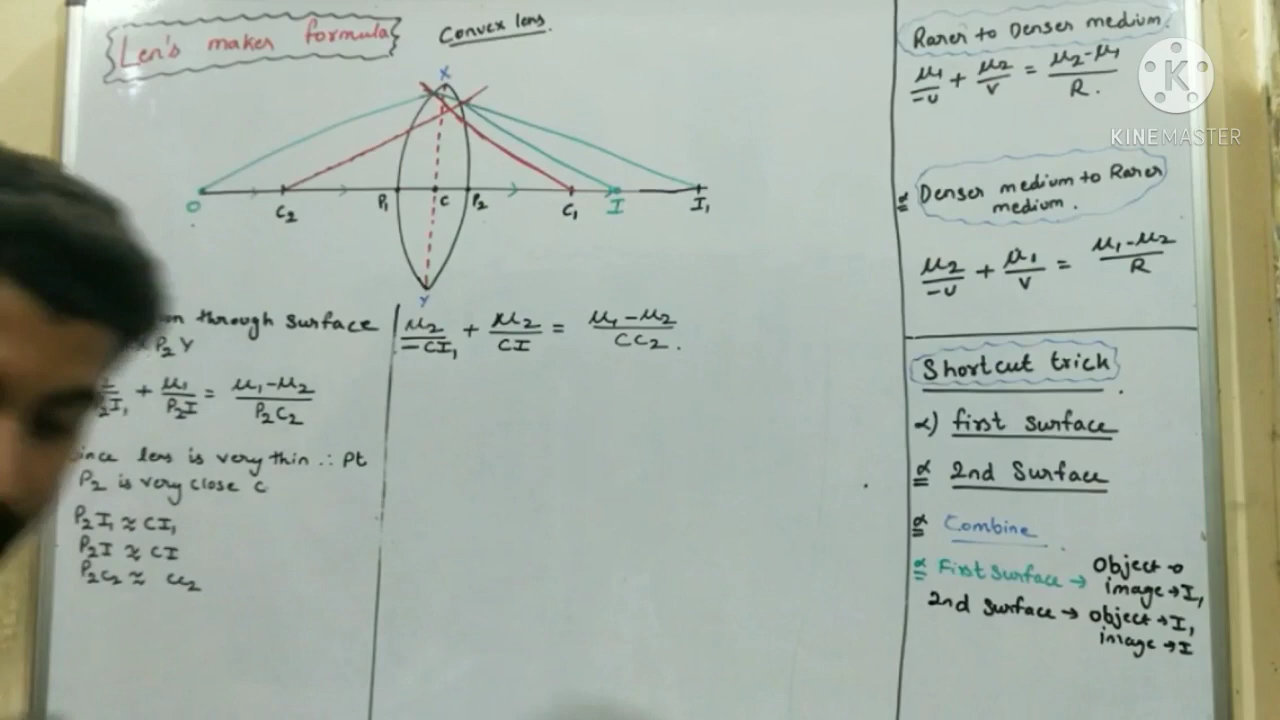 Len's maker formula
Convex lens.
X
O
C2
P1
C
P2
C1
I
I1
Y
through surface
P2 Y
I1 + μ1/P2I = μ1-μ2/P2C2
lens is very thin ∴ Pt
P2 is very close C
P2I1 ≈ CI1
P2I ≈ CI
P2C2 ≈ CC2
μ2/-CI1 + μ2/CI = μ1-μ2/CC2.
Rarer to Denser medium.
μ1/-u + μ2/v = μ2-μ1/R.
Denser medium to Rarer
medium.
μ2/-u + μ1/v = μ1-μ2/R
Shortcut trick.
α) first surface
α 2nd Surface
α Combine
α First surface → Object → O
image → I1
2nd surface → object → I1
image → I
K
KINEMASTER